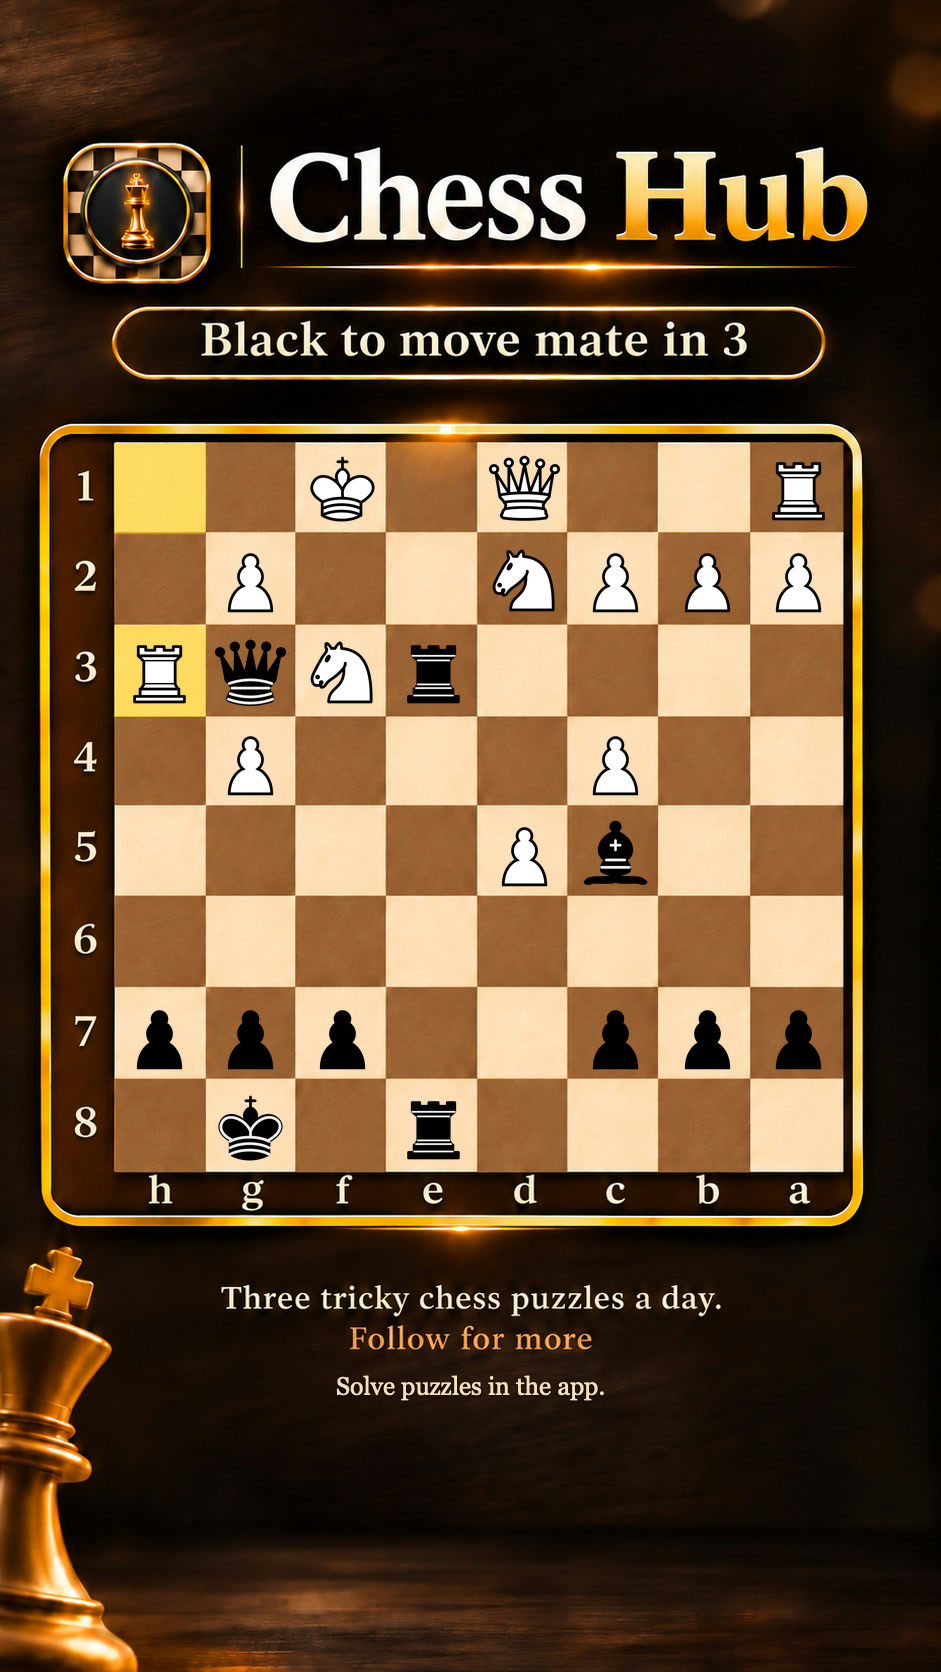 Chess Hub
Black to move mate in 3
1
2
3
4
5
6
7
8
h g f e d c b a
Three tricky chess puzzles a day.
Follow for more
Solve puzzles in the app.